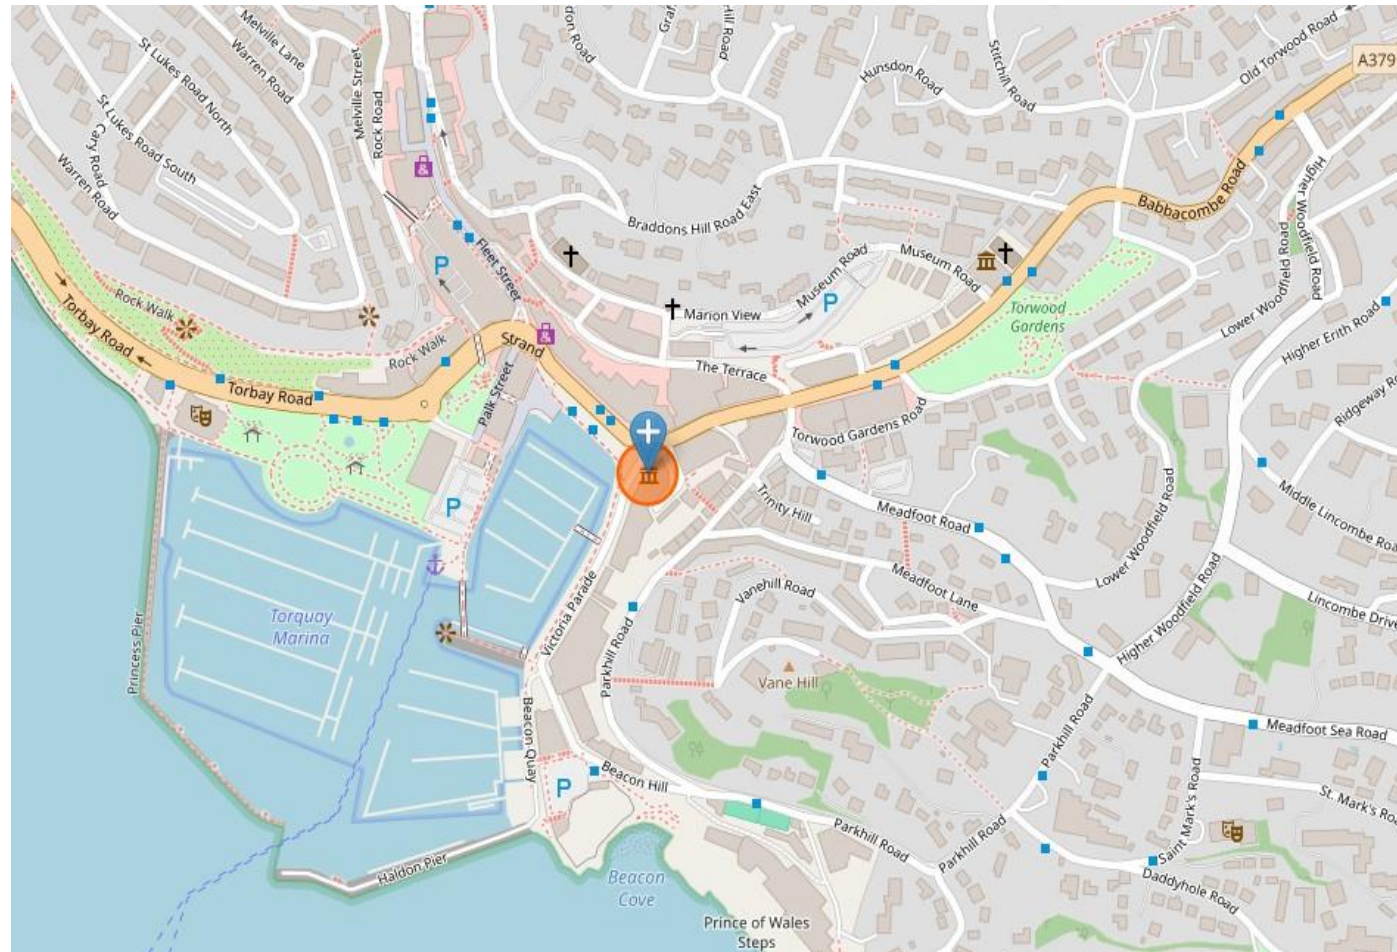 Melville Lane
Warren Road
St Lukes Road North
St Lukes Road South
Cary Road
Warren Road
Melville Street
Rock Road
don Road
Hill Road
Hunsdon Road
Stitchill Road
Old Torwood Road
A379
Babbacombe Road
Higher Woodfield Road
Lower Woodfield Road
Braddons Hill Road East
Fleet Street
P
Museum Road
Museum Road
P
Marion View
Torwood
Gardens
Lower Woodfield Road
Higher Erith Road
Rock Walk
Torbay Road
Rock Walk
Strand
The Terrace
Torbay Road
Palk Street
Torwood Gardens Road
P
Trinity Hill
Meadfoot Road
Middle Lincombe Roa
Lower Woodfield Road
Higher Woodfield Road
Lincombe Drive
Meadfoot Lane
Vanehill Road
Victoria Parade
Parkhill Road
Princess Pier
Torquay
Marina
Vane Hill
Beacon Quay
Parkhill Road
Meadfoot Sea Road
Beacon Hill
P
Saint Mark's Road
St. Mark's Ro
Parkhill Road
Parkhill Road
Daddyhole Road
Haldon Pier
Beacon
Cove
Prince of Wales
Steps